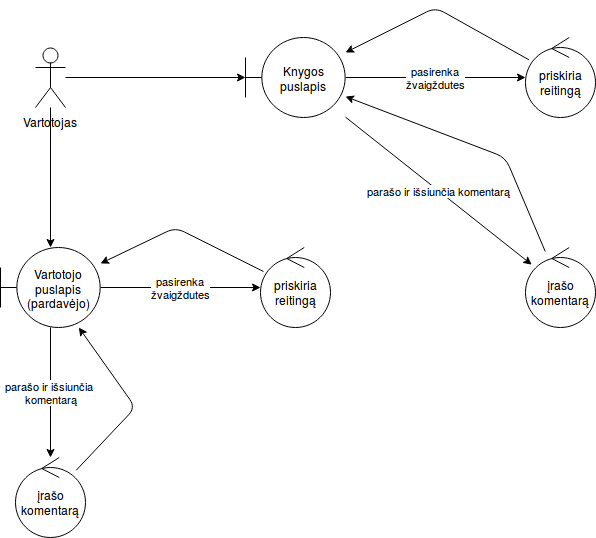 Knygos
puslapis
pasirenka
žvaigždutes
priskiria
reitingą
Vartotojas
parašo ir išsiunčia komentarą
Vartotojo
puslapis
(pardavėjo)
pasirenka
žvaigždutes
priskiria
reitingą
įrašo
komentarą
parašo ir išsiunčia
komentarą
įrašo
komentarą